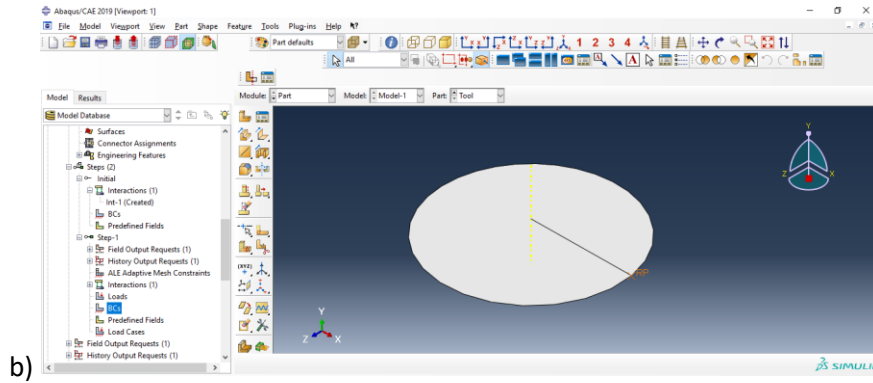 Abaqus/CAE 2019 [Viewport: 1]
File Model Viewport View Part Shape Feature Tools Plug-ins Help
Part defaults
1 2 3 4
All
A
Model Results
Module: Part Model: Model-1 Part: Tool
Model Database
Surfaces
Connector Assignments
Engineering Features
Steps (2)
Initial
Interactions (1)
Int-1 (Created)
BCs
Predefined Fields
Step-1
Field Output Requests (1)
History Output Requests (1)
ALE Adaptive Mesh Constraints
Interactions (1)
Loads
BCs
Predefined Fields
Load Cases
Field Output Requests (1)
History Output Requests (1)
(XYZ)
RP
Y
Z X
Y
Z X
SIMULI
b)